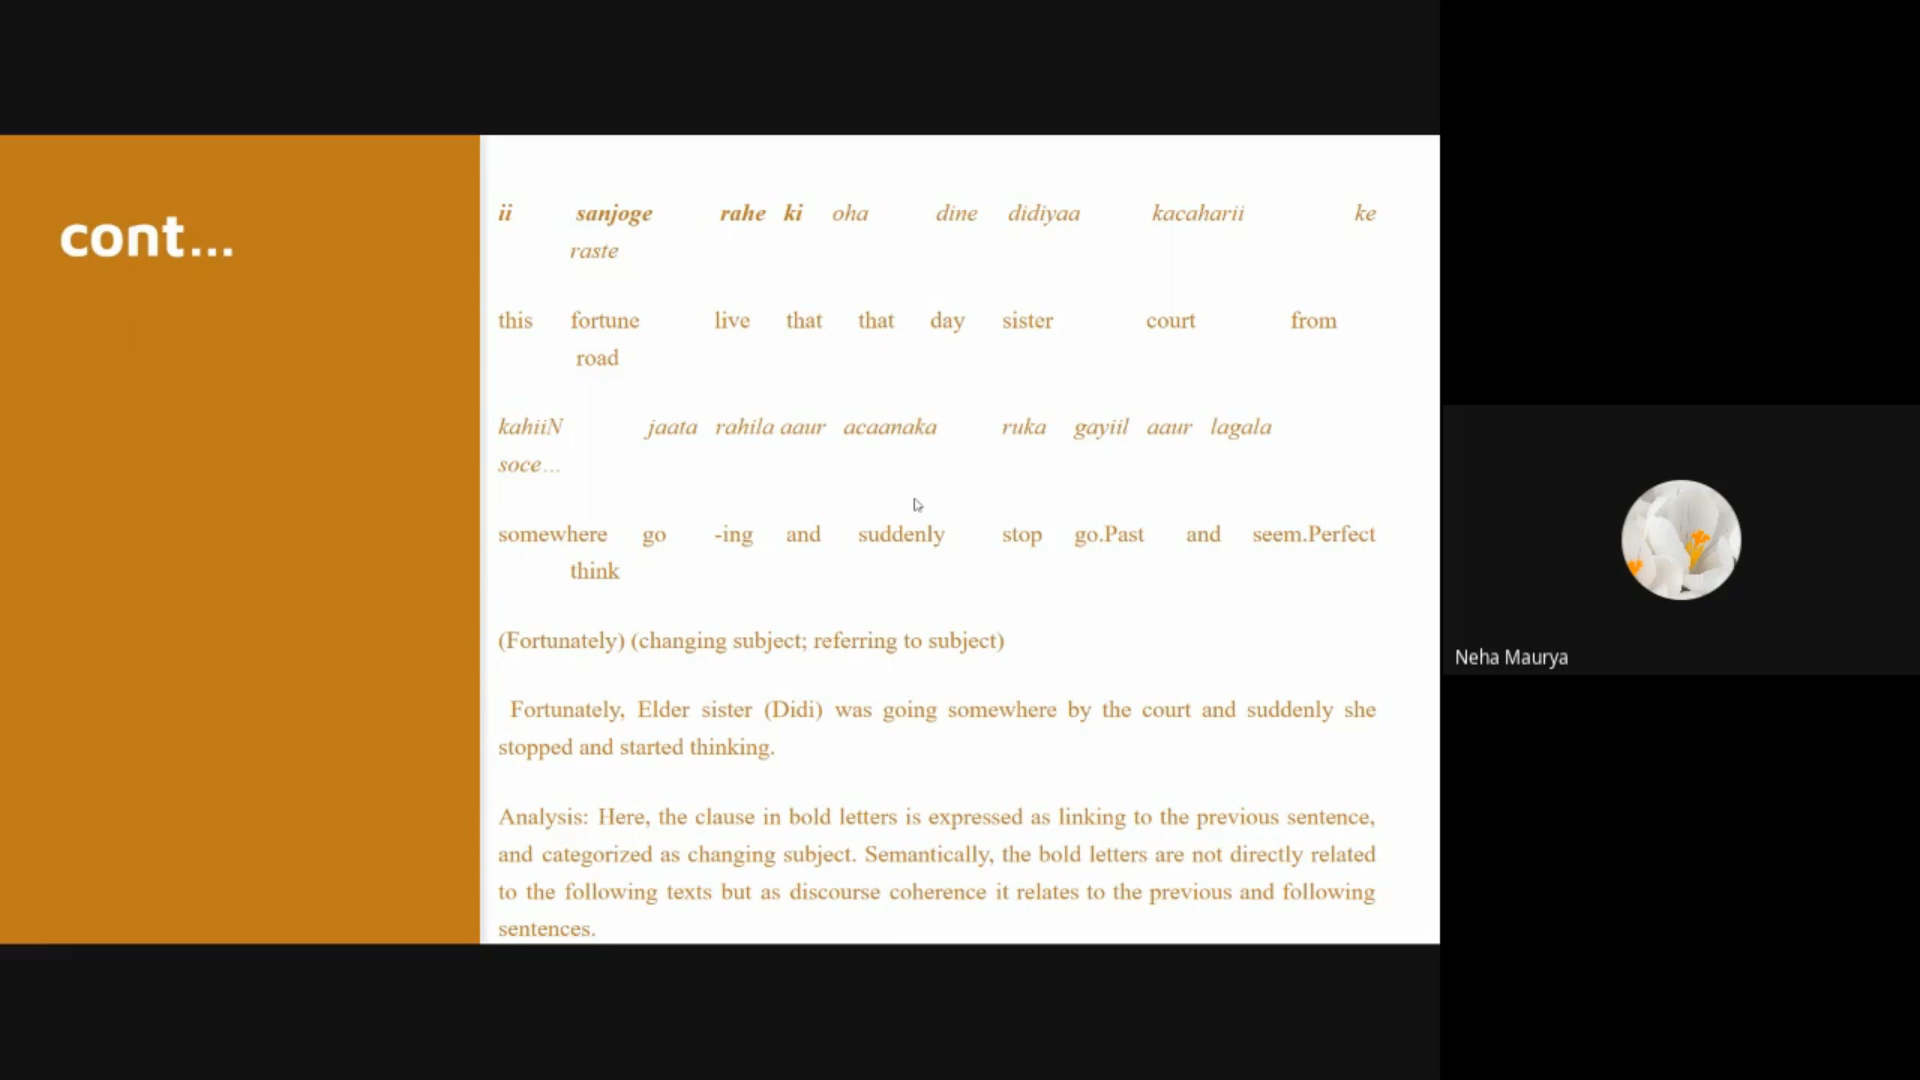 cont...
ii sanjoge rahe ki oha dine didiyaa kacaharii ke
raste
this fortune live that that day sister court from
road
kahiiN jaata rahila aaur acaanaka ruka gayiil aaur lagala
soce...
somewhere go -ing and suddenly stop go.Past and seem.Perfect
think
(Fortunately) (changing subject; referring to subject)
Fortunately, Elder sister (Didi) was going somewhere by the court and suddenly she
stopped and started thinking.
Analysis: Here, the clause in bold letters is expressed as linking to the previous sentence,
and categorized as changing subject. Semantically, the bold letters are not directly related
to the following texts but as discourse coherence it relates to the previous and following
sentences.
Neha Maurya